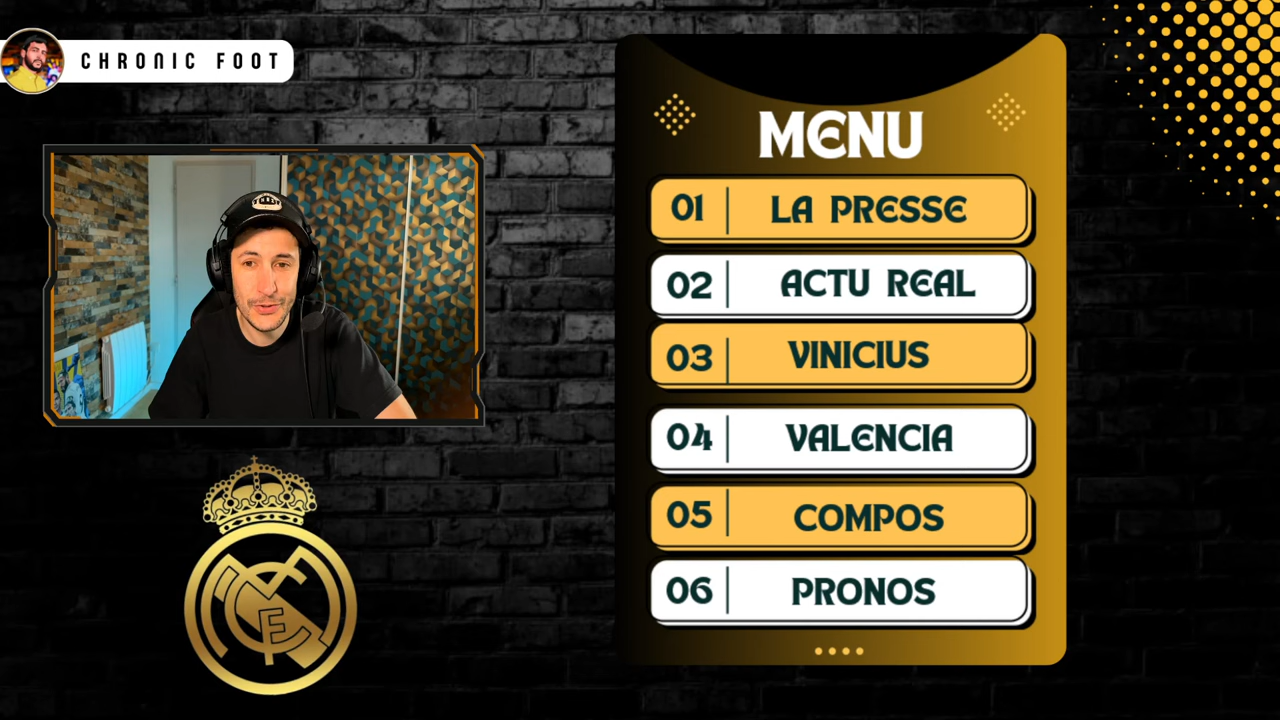 CHRONIC FOOT
MENU
01 LA PRESSE
02 ACTU REAL
03 VINICIUS
04 VALENCIA
05 COMPOS
06 PRONOS